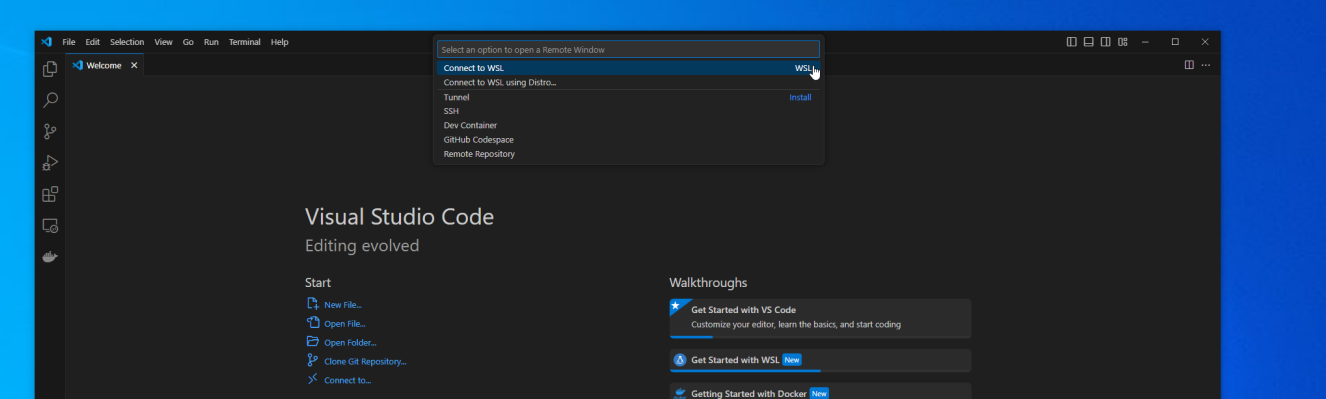 File Edit Selection View Go Run Terminal Help
Select an option to open a Remote Window
Welcome
Connect to WSL WSL
Connect to WSL using Distro...
Tunnel Install
SSH
Dev Container
GitHub Codespace
Remote Repository
Visual Studio Code
Editing evolved
Start
New File...
Open File...
Open Folder...
Clone Git Repository...
Connect to...
Walkthroughs
Get Started with VS Code
Customize your editor, learn the basics, and start coding
Get Started with WSL New
Getting Started with Docker New